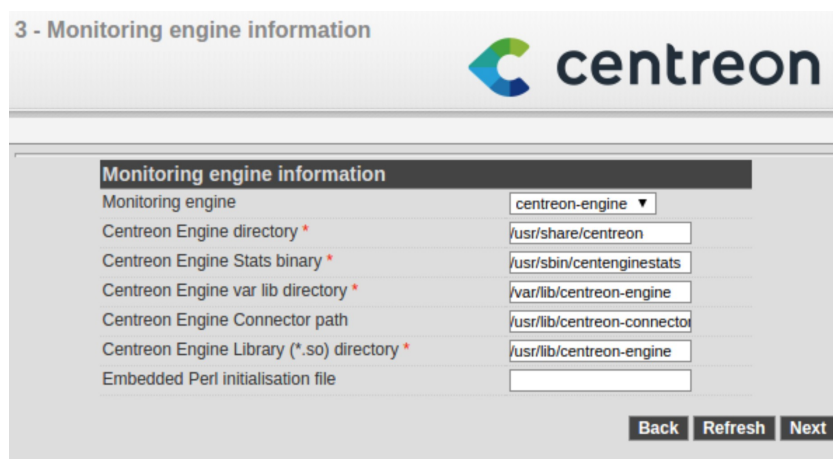 3 - Monitoring engine information
centreon
Monitoring engine information
Monitoring engine centreon-engine
Centreon Engine directory * /usr/share/centreon
Centreon Engine Stats binary * /usr/sbin/centenginestats
Centreon Engine var lib directory * /var/lib/centreon-engine
Centreon Engine Connector path /usr/lib/centreon-connector
Centreon Engine Library (*.so) directory * /usr/lib/centreon-engine
Embedded Perl initialisation file
Back Refresh Next